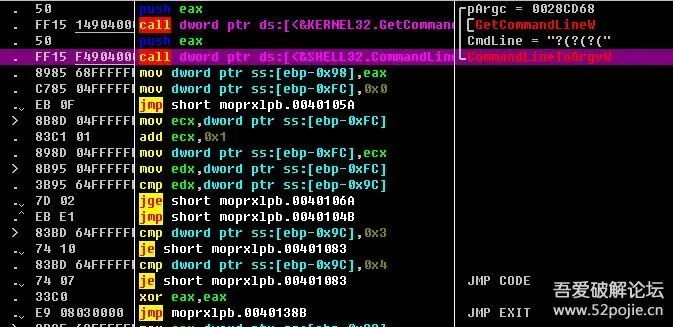 . 50 push eax pArgc = 0028CD68
. FF15 14904000 call dword ptr ds:[<&KERNEL32.GetCommand GetCommandLineW
. 50 push eax CmdLine = "?(?(?("
. FF15 F4904000 call dword ptr ds:[<&SHELL32.CommandLine CommandLineToArgvW
. 8985 68FFFFFF mov dword ptr ss:[ebp-0x98],eax
. C785 04FFFFFF mov dword ptr ss:[ebp-0xFC],0x0
. EB 0F jmp short moprxlpb.0040105A
> 8B8D 04FFFFFF mov ecx,dword ptr ss:[ebp-0xFC]
. 83C1 01 add ecx,0x1
. 898D 04FFFFFF mov dword ptr ss:[ebp-0xFC],ecx
> 8B95 04FFFFFF mov edx,dword ptr ss:[ebp-0xFC]
. 3B95 64FFFFFF cmp edx,dword ptr ss:[ebp-0x9C]
. 7D 02 jge short moprxlpb.0040106A
. EB E1 jmp short moprxlpb.0040104B
> 83BD 64FFFFFF cmp dword ptr ss:[ebp-0x9C],0x3
. 74 10 je short moprxlpb.00401083
. 83BD 64FFFFFF cmp dword ptr ss:[ebp-0x9C],0x4
. 74 07 je short moprxlpb.00401083 JMP CODE
. 33C0 xor eax,eax
. E9 08030000 jmp moprxlpb.0040138B JMP EXIT
吾爱破解论坛
www.52pojie.cn